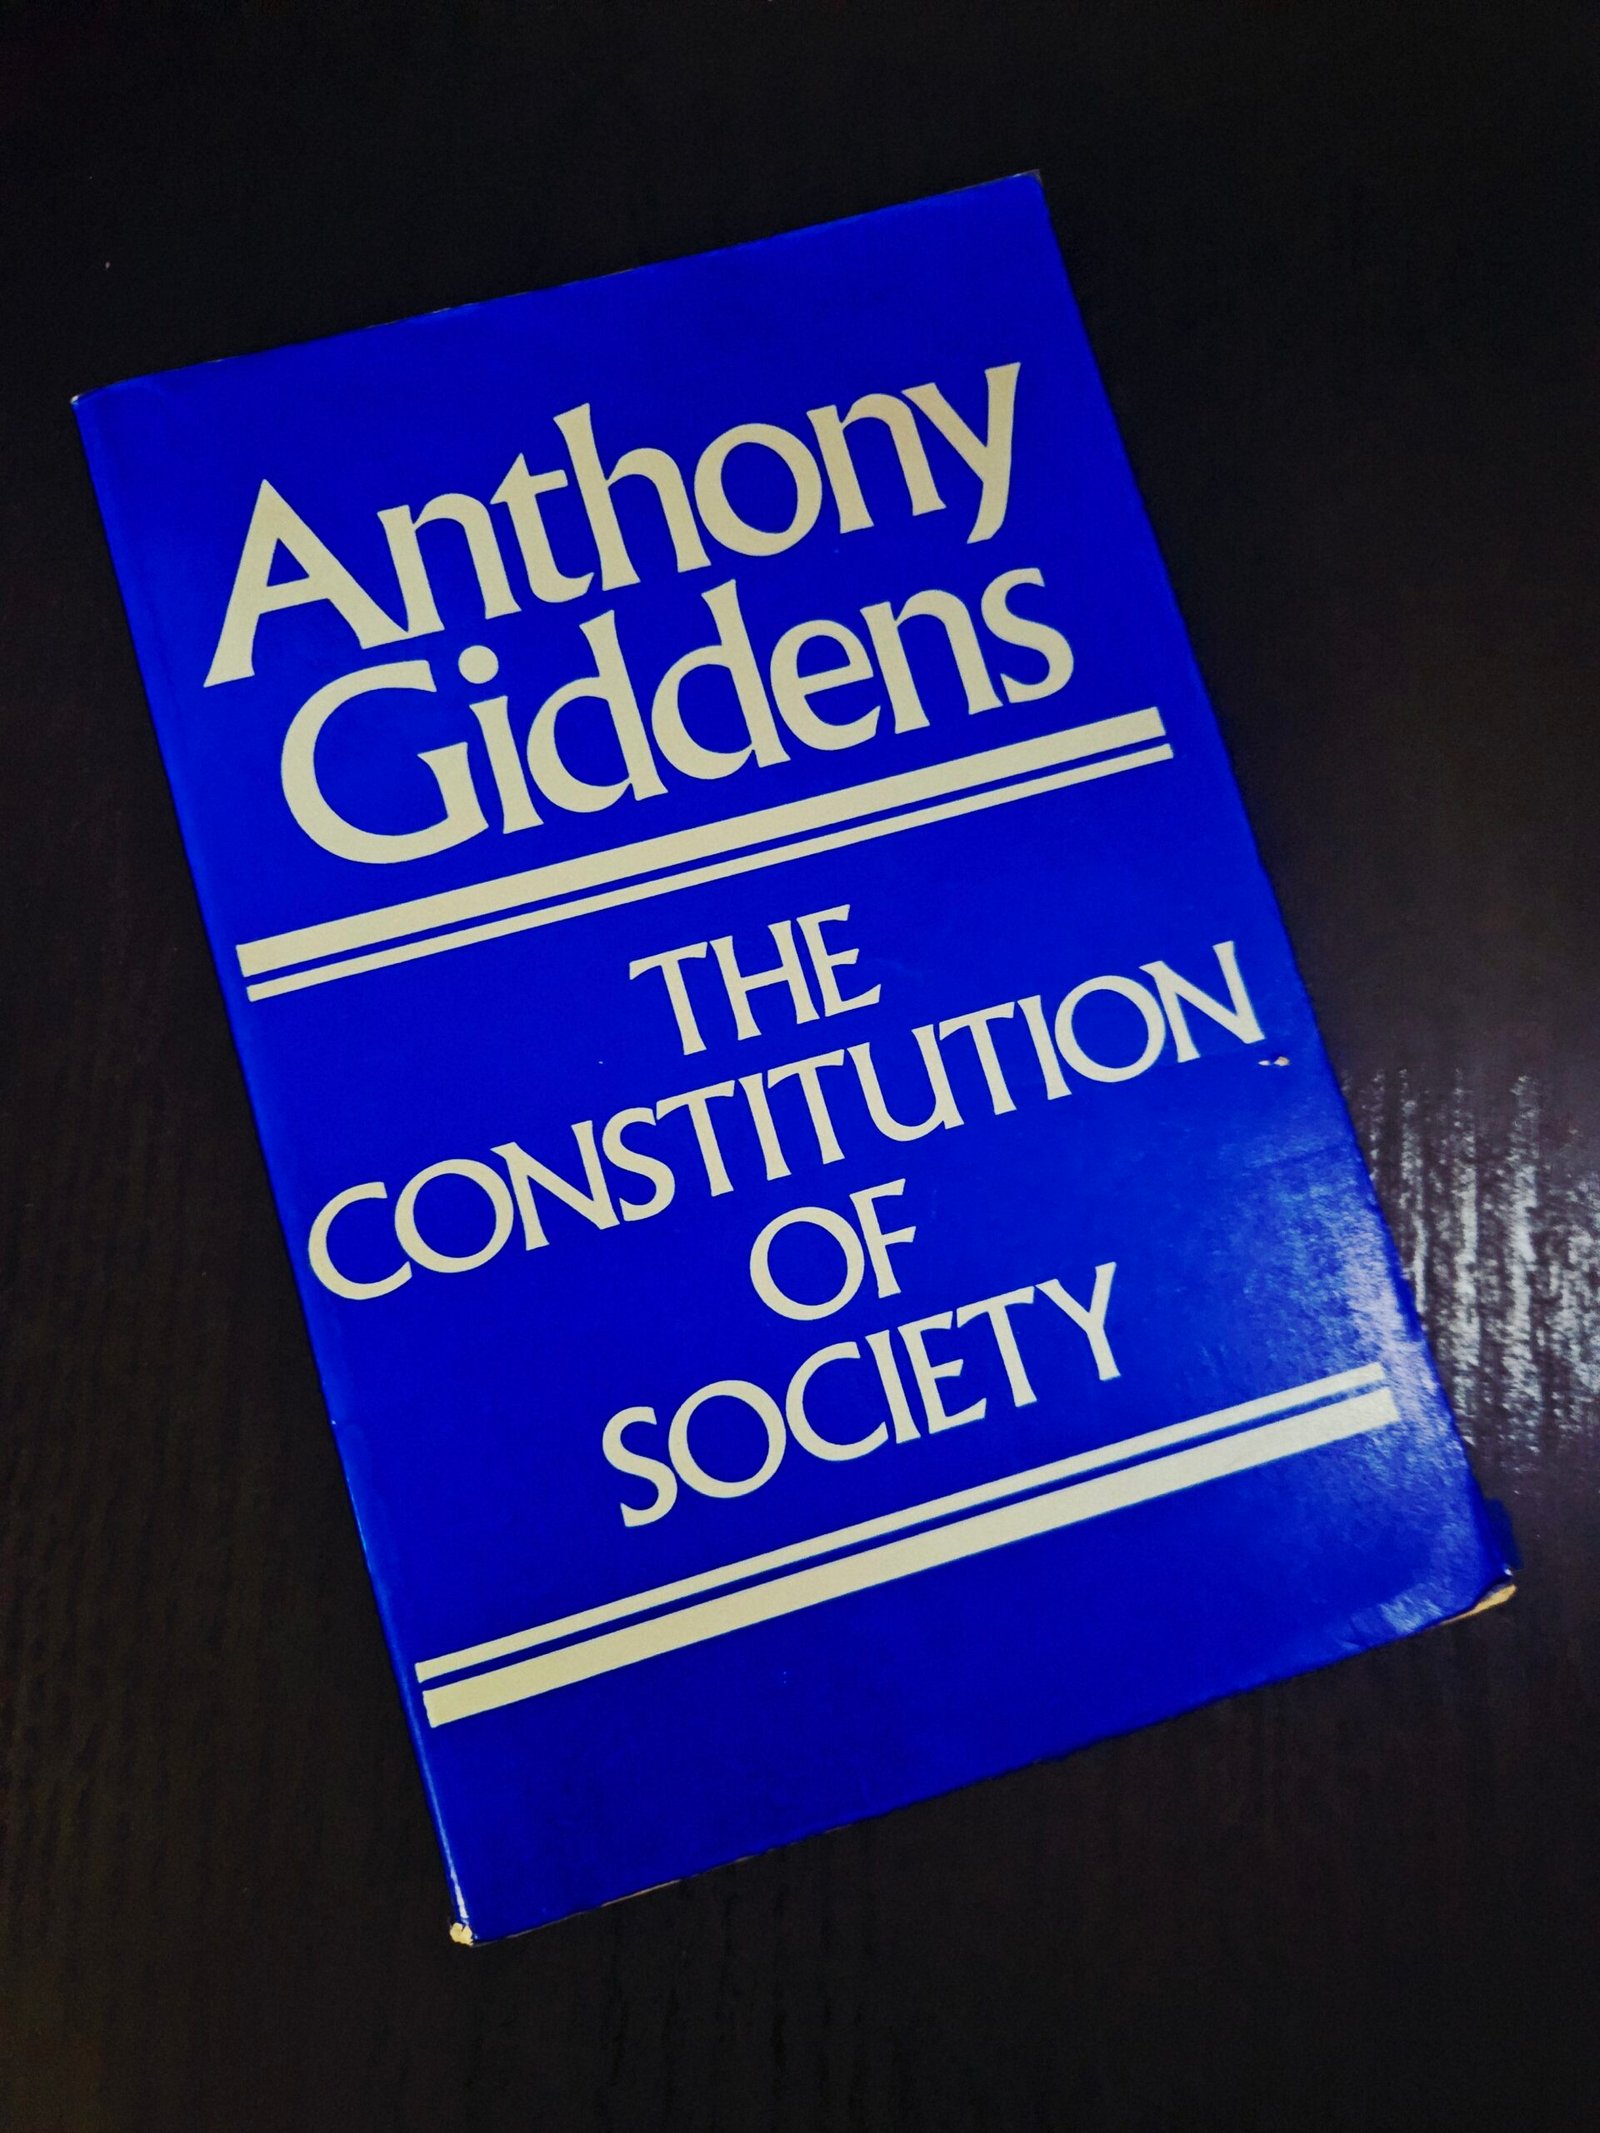 Anthony
Giddens
THE
CONSTITUTION
OF
SOCIETY